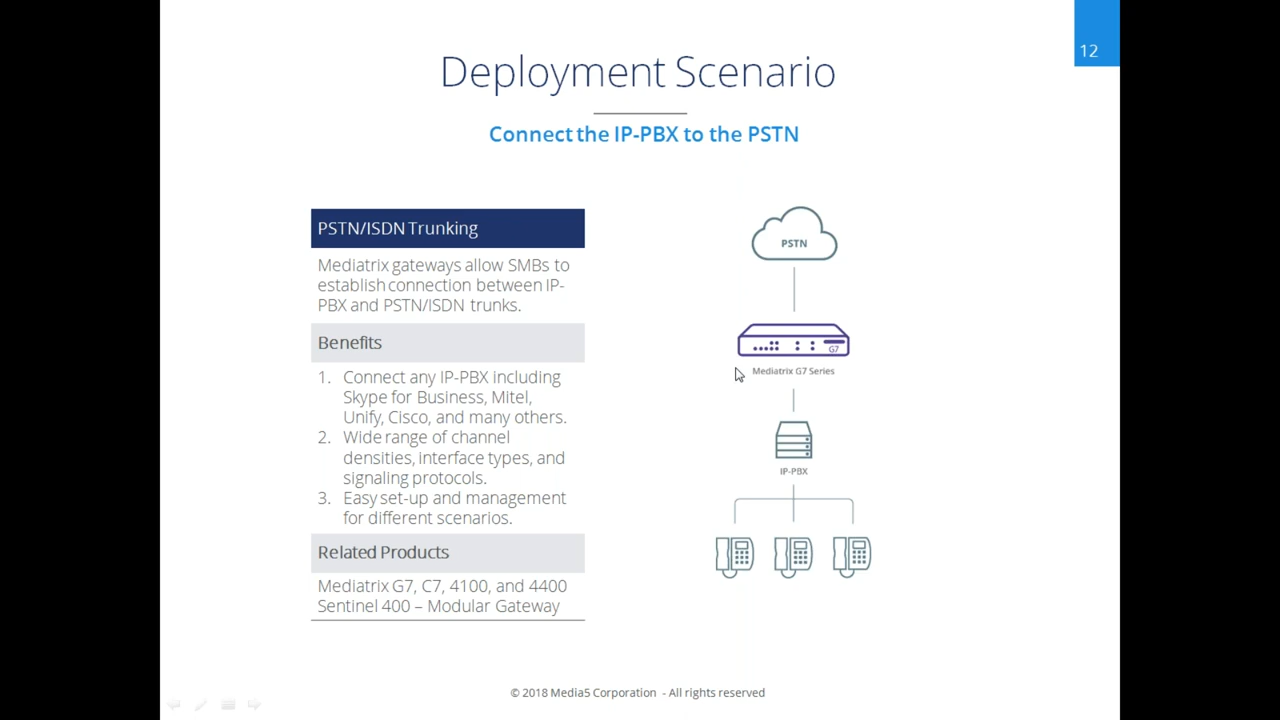 12
Deployment Scenario
Connect the IP-PBX to the PSTN
PSTN/ISDN Trunking
Mediatrix gateways allow SMBs to
establish connection between IP-
PBX and PSTN/ISDN trunks.
Benefits
1. Connect any IP-PBX including
Skype for Business, Mitel,
Unify, Cisco, and many others.
2. Wide range of channel
densities, interface types, and
signaling protocols.
3. Easy set-up and management
for different scenarios.
Related Products
Mediatrix G7, C7, 4100, and 4400
Sentinel 400 – Modular Gateway
PSTN
G7
Mediatrix G7 Series
IP-PBX
© 2018 Media5 Corporation - All rights reserved